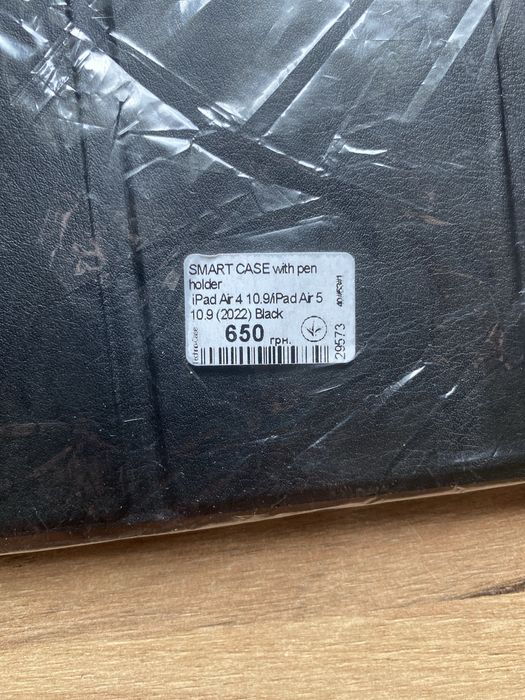 SMART CASE with pen
holder
iPad Air 4 10.9/iPad Air 5
10.9 (2022) Black
650 грн.
29573